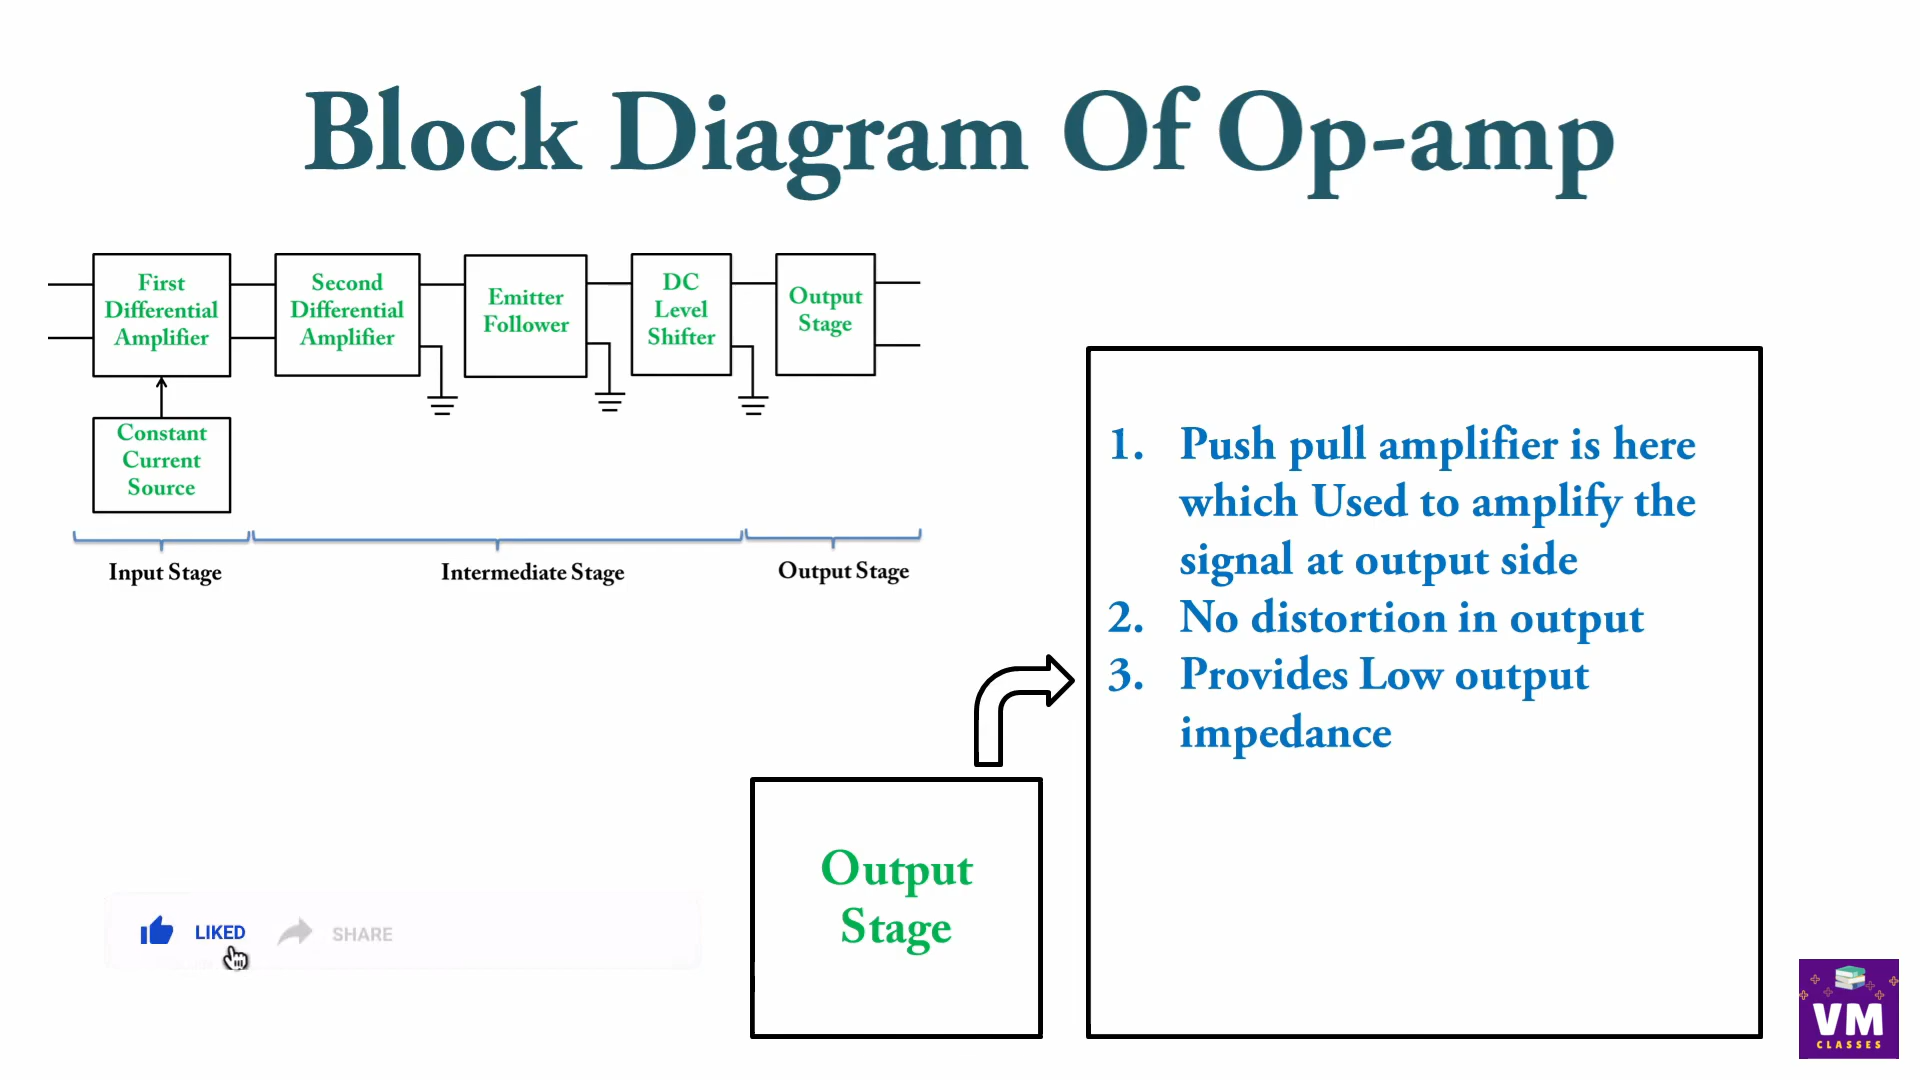 Block Diagram Of Op-amp
First
Differential
Amplifier
Second
Differential
Amplifier
Emitter
Follower
DC
Level
Shifter
Output
Stage
Constant
Current
Source
Input Stage
Intermediate Stage
Output Stage
1. Push pull amplifier is here
which Used to amplify the
signal at output side
2. No distortion in output
3. Provides Low output
impedance
Output
Stage
LIKED
SHARE
VM
CLASSES